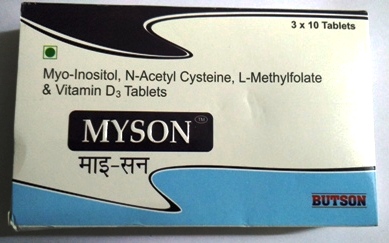 3 x 10 Tablets
Myo-Inositol, N-Acetyl Cysteine, L-Methylfolate
& Vitamin D₃ Tablets
MYSON™
माइ-सन
BUTSON